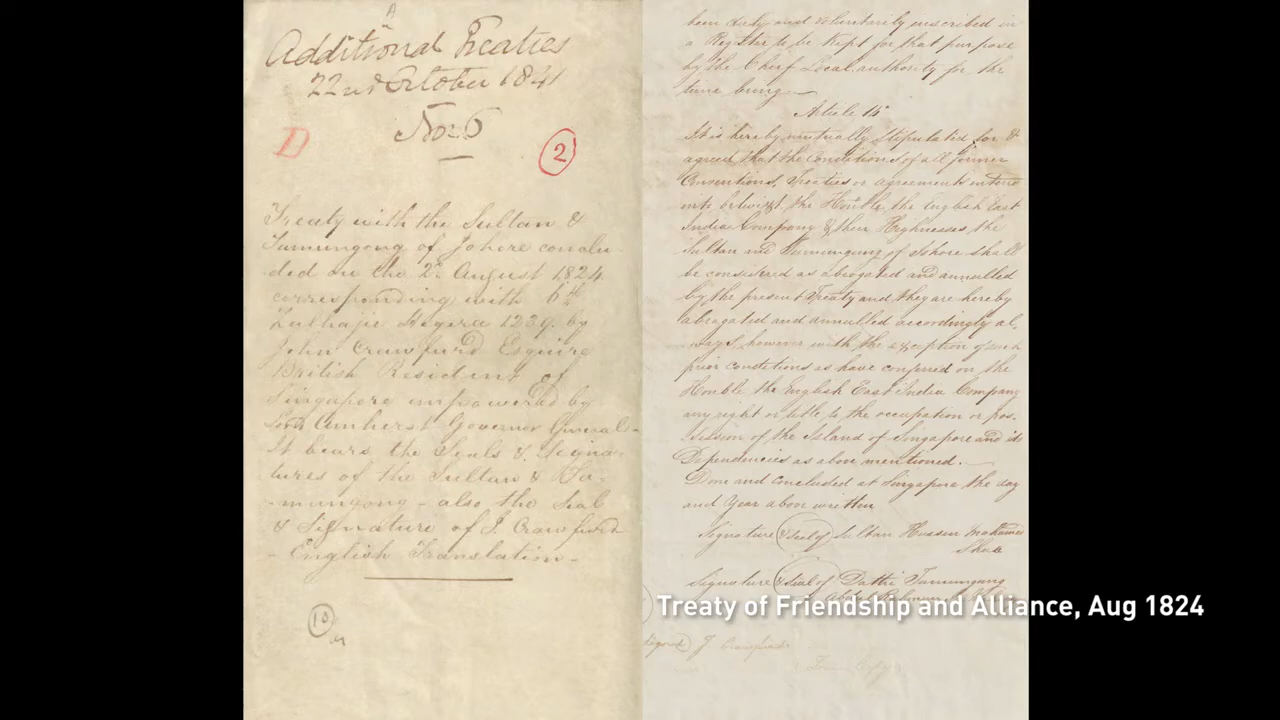 A
Additional Treaties
22nd October 1841
No: 6
D
2
Treaty with the Sultan &
Tumungong of Johore conclu-
ded on the 2d. August 1824
corresponding with 6th
Zulhajie Hegira 1239. by
John Crawfurd Esquire
British Resident of
Singapore empowered by
Lord Amherst Governor General-
It bears the Seals & Signa-
tures of the Sultan & Tu-
-mungong - also the Seal
& Signature of J. Crawfurd
- English Translation -
10
been duly and voluntarily inscribed in
a Register to be kept for that purpose
by the Chief Local authority for the
time being
Article 14
It is hereby mutually stipulated for &
agreed that the conditions of all former
Conventions, Treaties or agreements entered
into betwixt the Honble. the English East
India Company & their Highnesses the
Sultan and Tumungung of Johore shall
be considered as abrogated and annulled
by the present Treaty and they are hereby
abrogated and annulled accordingly al,
ways, however with the exception of such
prior conditions as have conferred on the
Honble the English East India Company
any right or title to the occupation or pos,
session of the Island of Singapore and its
Dependencies as above mentioned.
Done and concluded at Singapore the day
and Year above written
Signature & Seal of Sultan Hussen Mahomed
Shaa
Signature & Seal of Tumungung
Treaty of Friendship and Alliance, Aug 1824
Signed J Crawfurd
True Copy